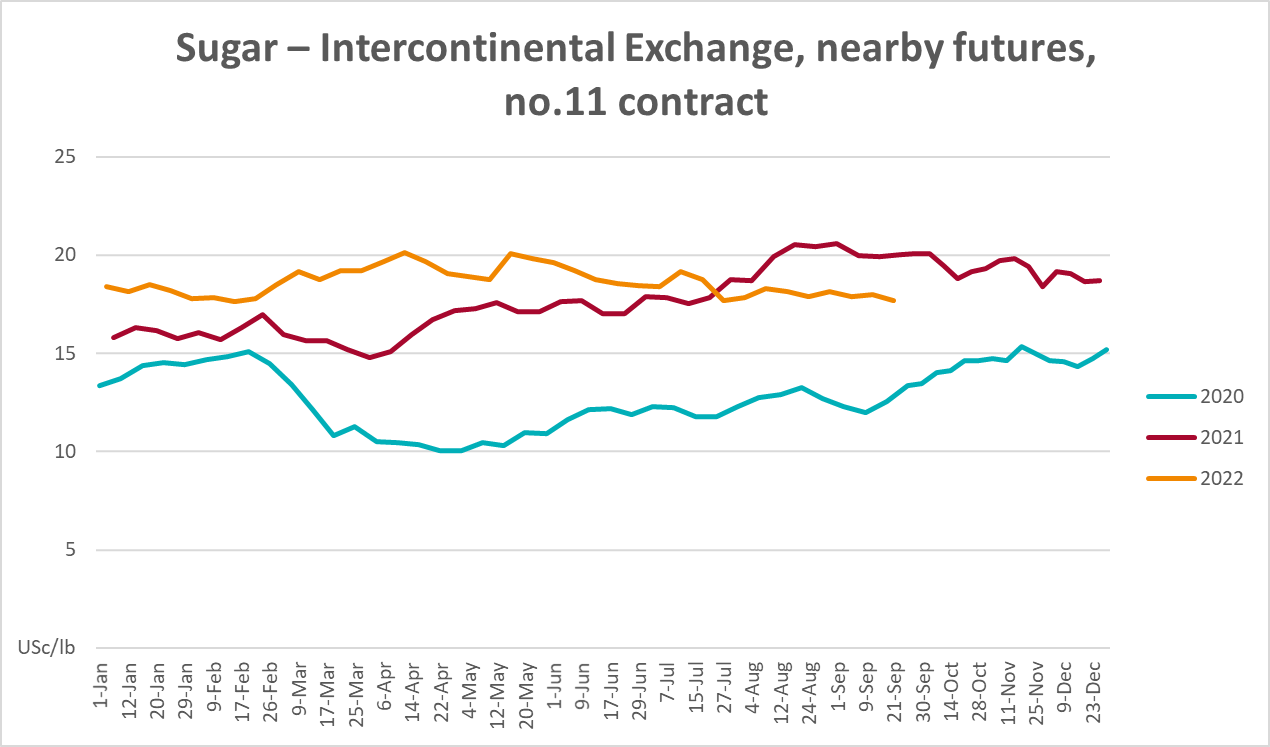 Sugar – Intercontinental Exchange, nearby futures,
no.11 contract
25
20
15
10
5
USc/lb
1-Jan
12-Jan
20-Jan
29-Jan
9-Feb
17-Feb
26-Feb
9-Mar
17-Mar
25-Mar
6-Apr
14-Apr
22-Apr
4-May
12-May
20-May
1-Jun
9-Jun
17-Jun
29-Jun
7-Jul
15-Jul
27-Jul
4-Aug
12-Aug
24-Aug
1-Sep
9-Sep
21-Sep
30-Sep
14-Oct
28-Oct
11-Nov
25-Nov
9-Dec
23-Dec
2020
2021
2022